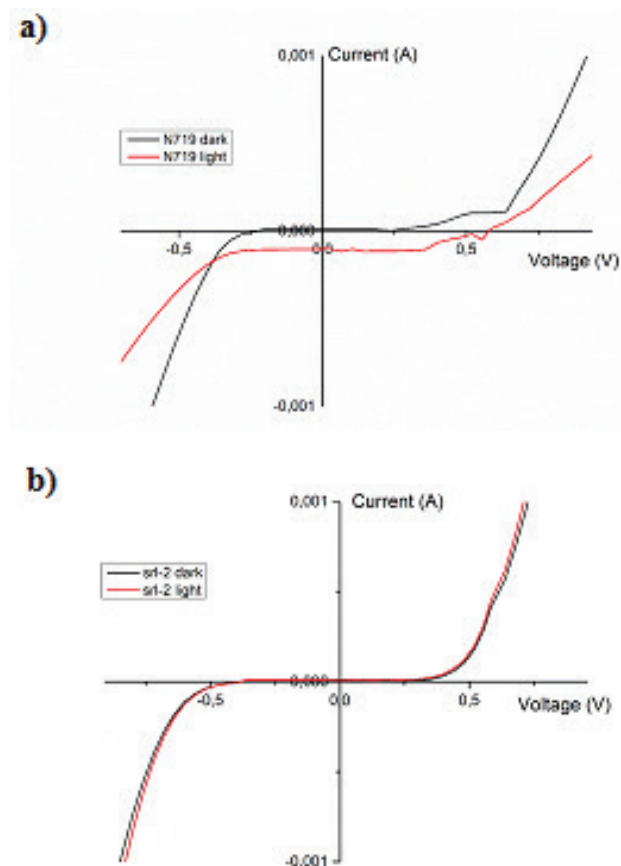 a)
0,001
Current (A)
N719 dark
N719 light
0,000
-0,5
0,0
0,5
Voltage (V)
-0,001
b)
0,001
Current (A)
srl-2 dark
srl-2 light
0,000
-0,5
0,0
0,5
Voltage (V)
-0,001